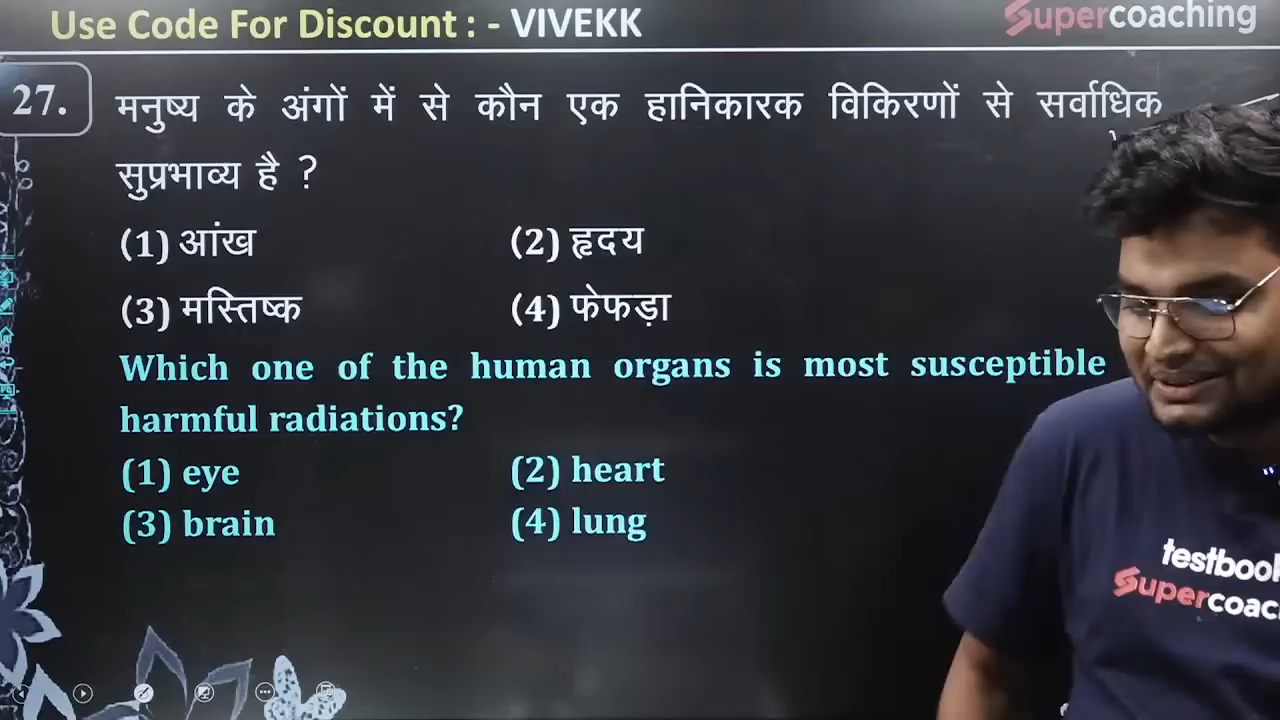 Use Code For Discount : - VIVEKK
Supercoaching
27.
मनुष्य के अंगों में से कौन एक हानिकारक विकिरणों से सर्वाधिक
सुप्रभाव्य है ?
(1) आंख (2) हृदय
(3) मस्तिष्क (4) फेफड़ा
Which one of the human organs is most susceptible
harmful radiations?
(1) eye (2) heart
(3) brain (4) lung
testbook
Supercoac